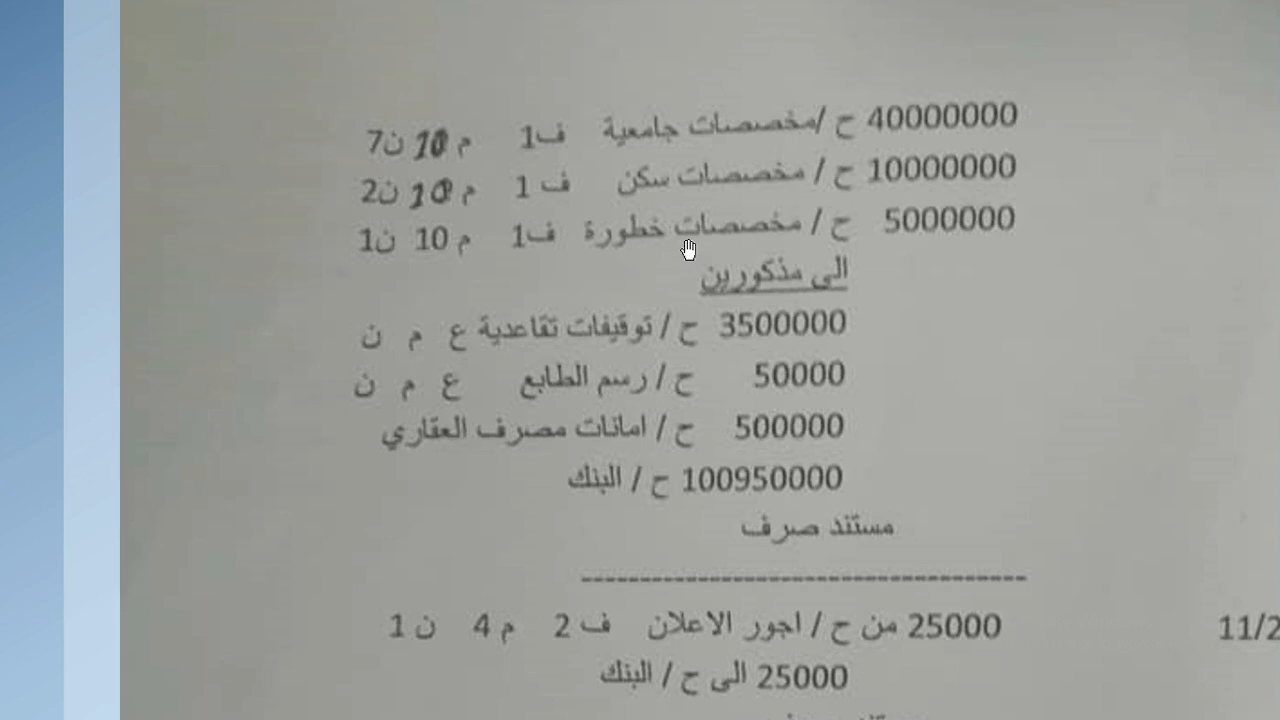 40000000 ح /مخصصات جامعية ف1 م 10 ن7
10000000 ح / مخصصات سكن ف 1 م 10 ن2
5000000 ح / مخصصات خطورة ف1 م 10 ن1
الى مذكورين
3500000 ح / توقيفات تقاعدية ع م ن
50000 ح / رسم الطابع ع م ن
500000 ح / امانات مصرف العقاري
100950000 ح / البنك
مستند صرف
-----------------------------------
11/2 25000 من ح / اجور الاعلان ف 2 م 4 ن 1
25000 الى ح / البنك